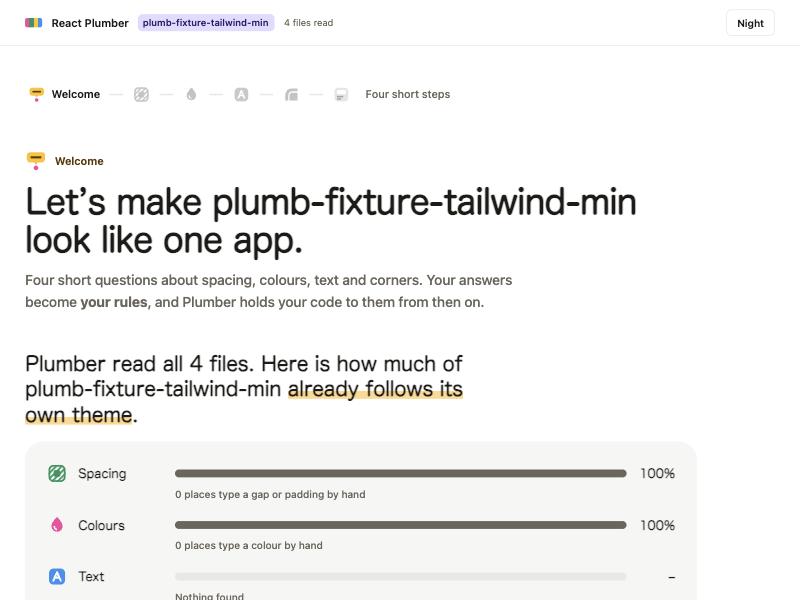 React Plumber plumb-fixture-tailwind-min 4 files read Night
Welcome Four short steps
Welcome
Let’s make plumb-fixture-tailwind-min
look like one app.
Four short questions about spacing, colours, text and corners. Your answers
become your rules, and Plumber holds your code to them from then on.
Plumber read all 4 files. Here is how much of
plumb-fixture-tailwind-min already follows its
own theme.
Spacing 100%
0 places type a gap or padding by hand
Colours 100%
0 places type a colour by hand
A Text –
Nothing found